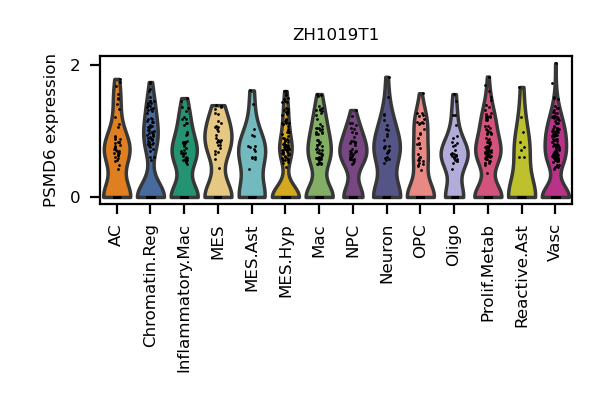 ZH1019T1
PSMD6 expression
2
0
AC
Chromatin.Reg
Inflammatory.Mac
MES
MES.Ast
MES.Hyp
Mac
NPC
Neuron
OPC
Oligo
Prolif.Metab
Reactive.Ast
Vasc